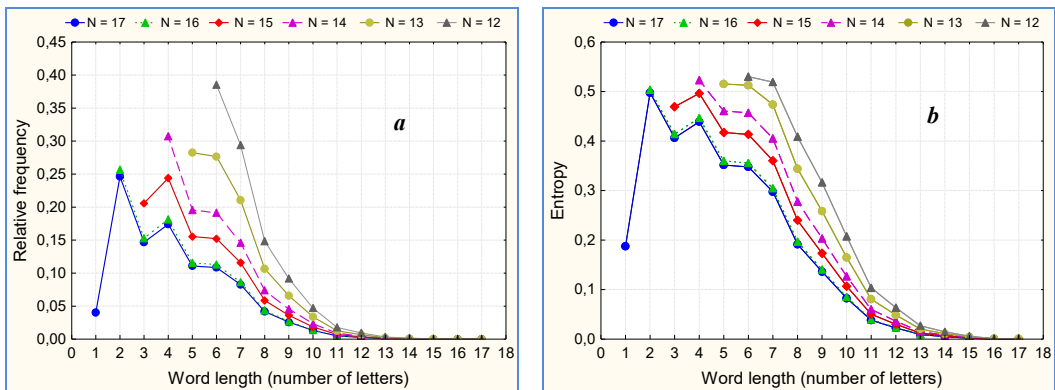 N = 17 N = 16 N = 15 N = 14 N = 13 N = 12
0,45
0,40
0,35
0,30
0,25
0,20
0,15
0,10
0,05
0,00
Relative frequency
a
0 1 2 3 4 5 6 7 8 9 10 11 12 13 14 15 16 17 18
Word length (number of letters)
N = 17 N = 16 N = 15 N = 14 N = 13 N = 12
0,6
0,5
0,4
0,3
0,2
0,1
0,0
Entropy
b
0 1 2 3 4 5 6 7 8 9 10 11 12 13 14 15 16 17 18
Word length (number of letters)